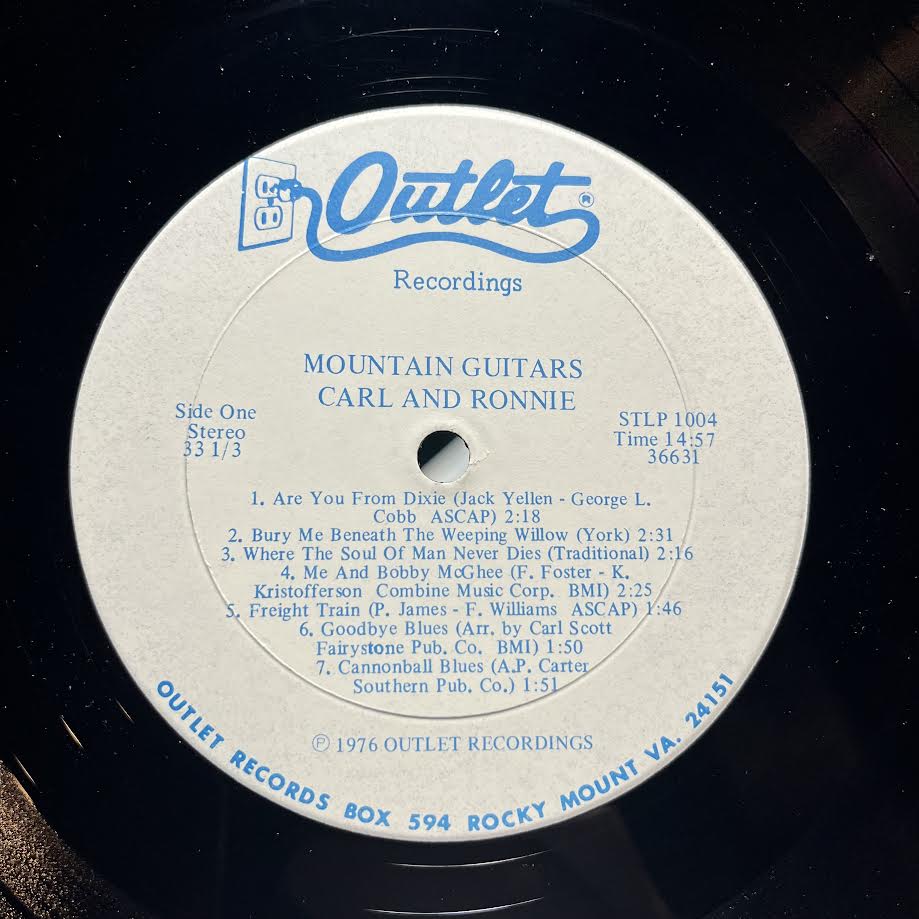 Outlet®
Recordings
MOUNTAIN GUITARS
CARL AND RONNIE
Side One
Stereo
33 1/3
STLP 1004
Time 14:57
36631
1. Are You From Dixie (Jack Yellen - George L.
Cobb ASCAP) 2:18
2. Bury Me Beneath The Weeping Willow (York) 2:31
3. Where The Soul Of Man Never Dies (Traditional) 2:16
4. Me And Bobby McGhee (F. Foster - K.
Kristofferson Combine Music Corp. BMI) 2:25
5. Freight Train (P. James - F. Williams ASCAP) 1:46
6. Goodbye Blues (Arr. by Carl Scott
Fairystone Pub. Co. BMI) 1:50
7. Cannonball Blues (A.P. Carter
Southern Pub. Co.) 1:51
℗ 1976 OUTLET RECORDINGS
OUTLET RECORDS BOX 594 ROCKY MOUNT VA. 24151